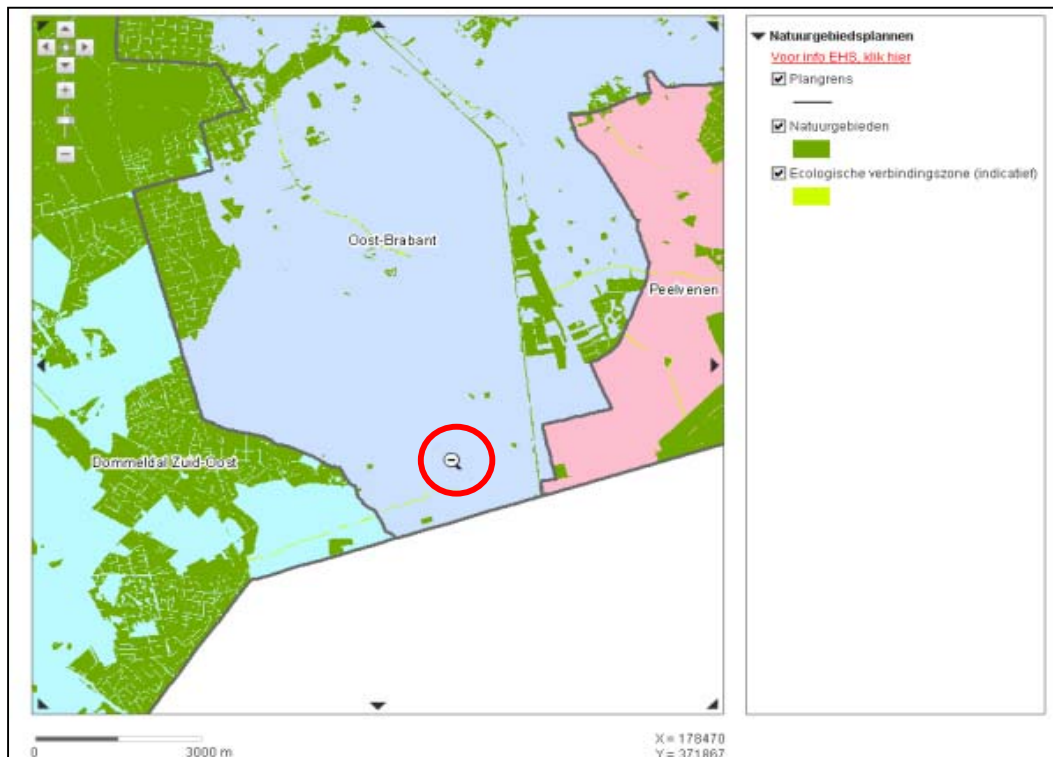 Oost-Brabant
Peelvenen
Dommeldal Zuid-Oost
0 3000 m
X = 178470
Y = 371867
Natuurgebiedsplannen
Voor info EHS, klik hier
Plangrens
Natuurgebieden
Ecologische verbindingszone (indicatief)